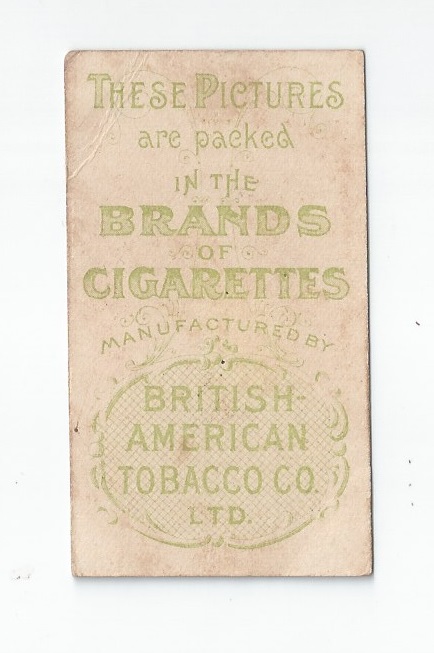 THESE PICTURES
are packed
IN THE
BRANDS
OF
CIGARETTES
MANUFACTURED BY
BRITISH-
AMERICAN
TOBACCO CO.
LTD.